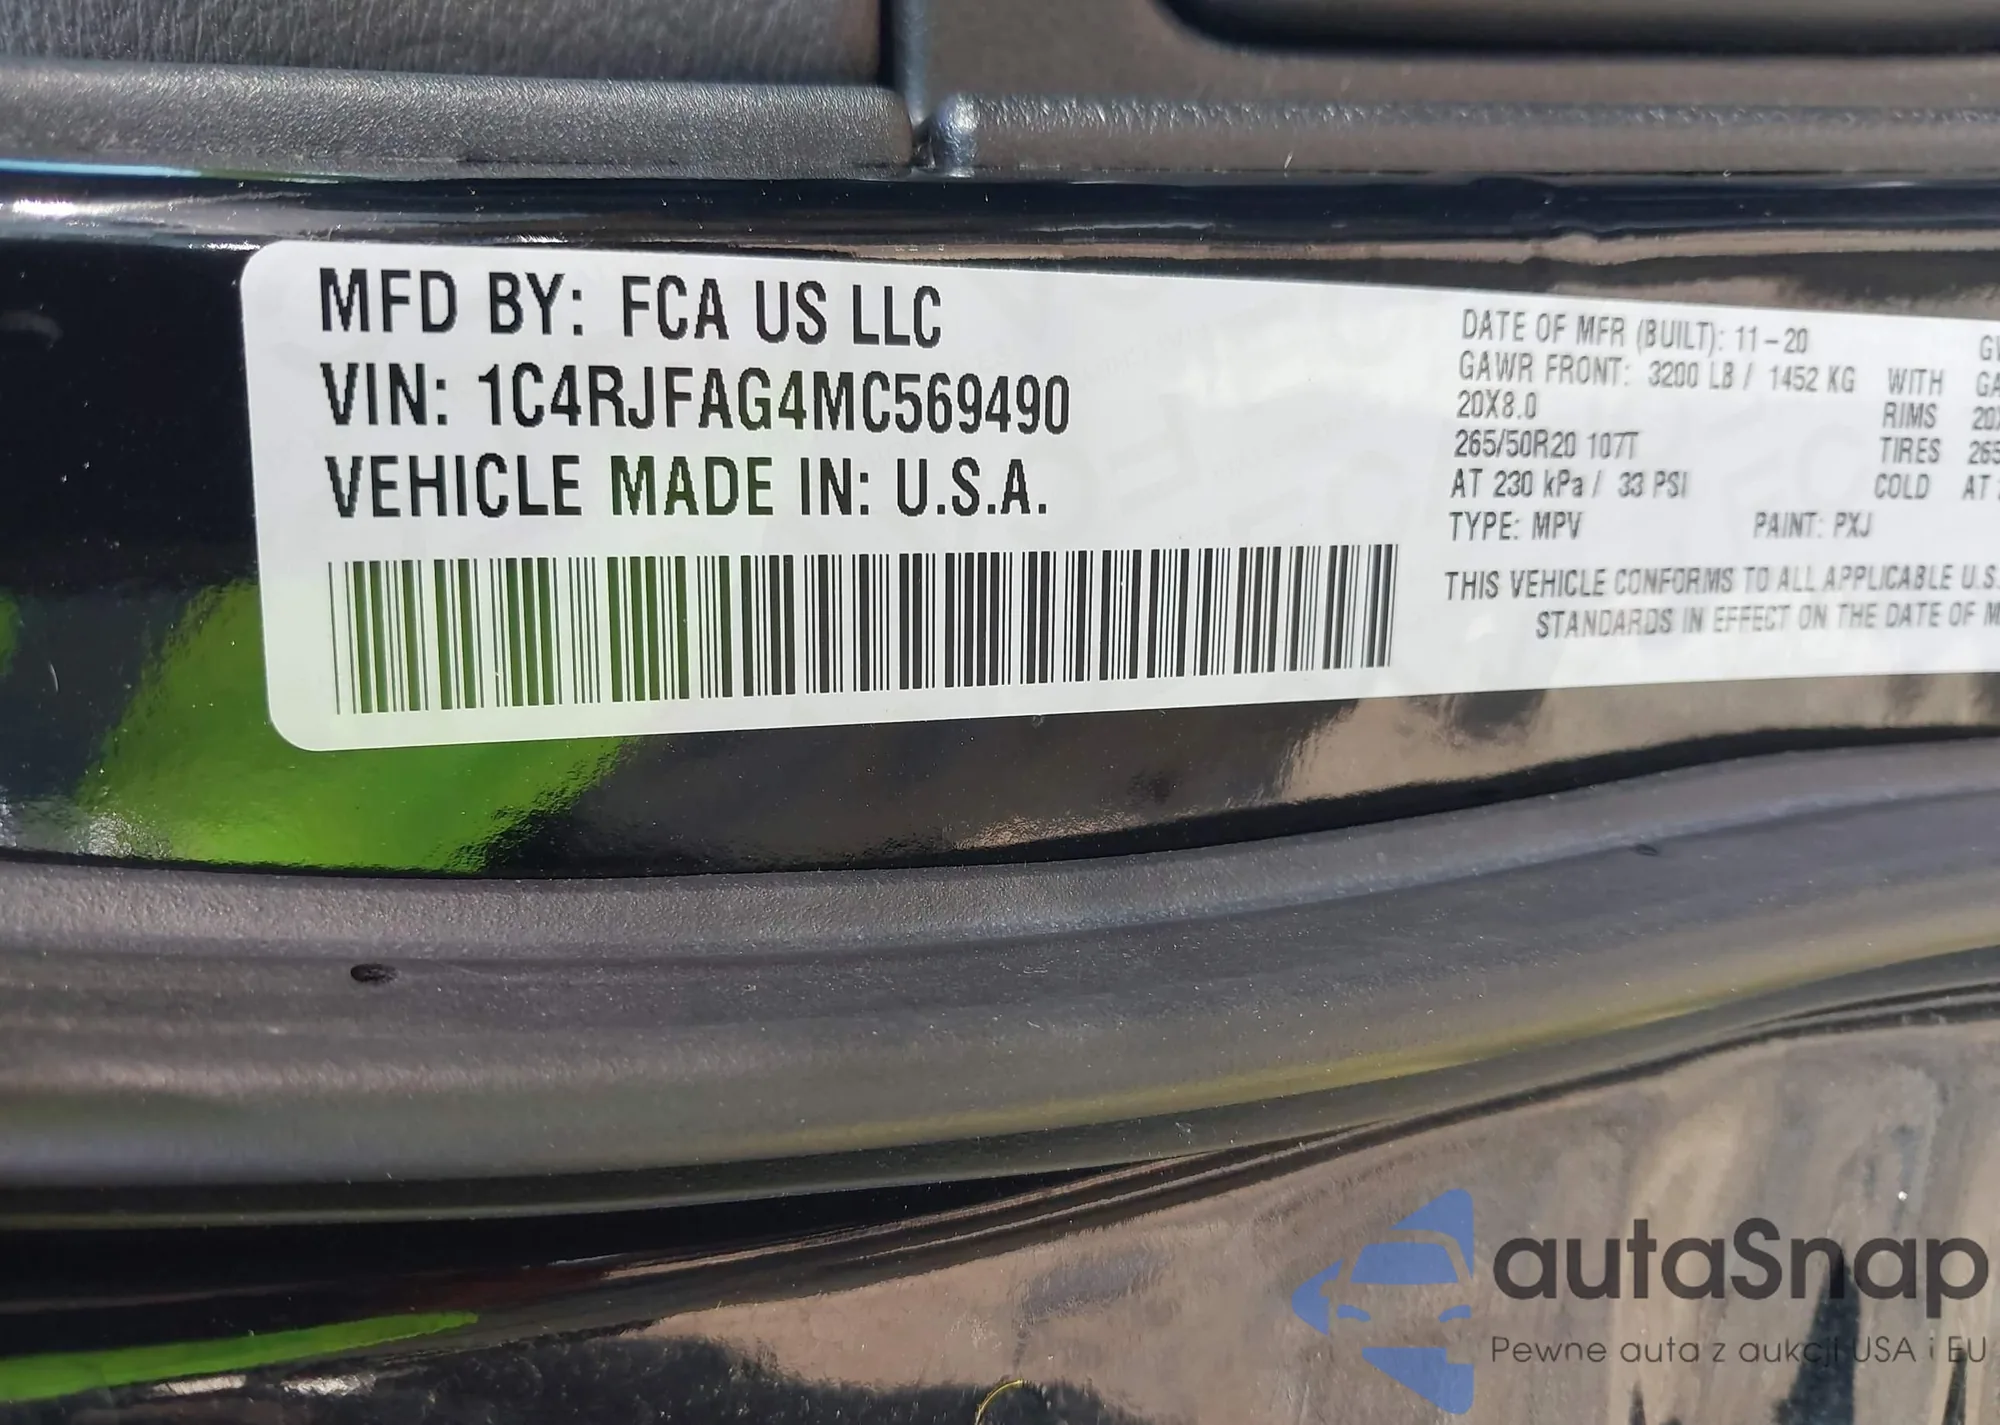 MFD BY: FCA US LLC
VIN: 1C4RJFAG4MC569490
VEHICLE MADE IN: U.S.A.
DATE OF MFR (BUILT): 11-20
GAWR FRONT: 3200 LB / 1452 KG WITH
20X8.0 RIMS
265/50R20 107T TIRES
AT 230 kPa / 33 PSI COLD AT
TYPE: MPV PAINT: PXJ
THIS VEHICLE CONFORMS TO ALL APPLICABLE U.S.
STANDARDS IN EFFECT ON THE DATE OF
autaSnap
Pewne auta z aukcji USA i EU